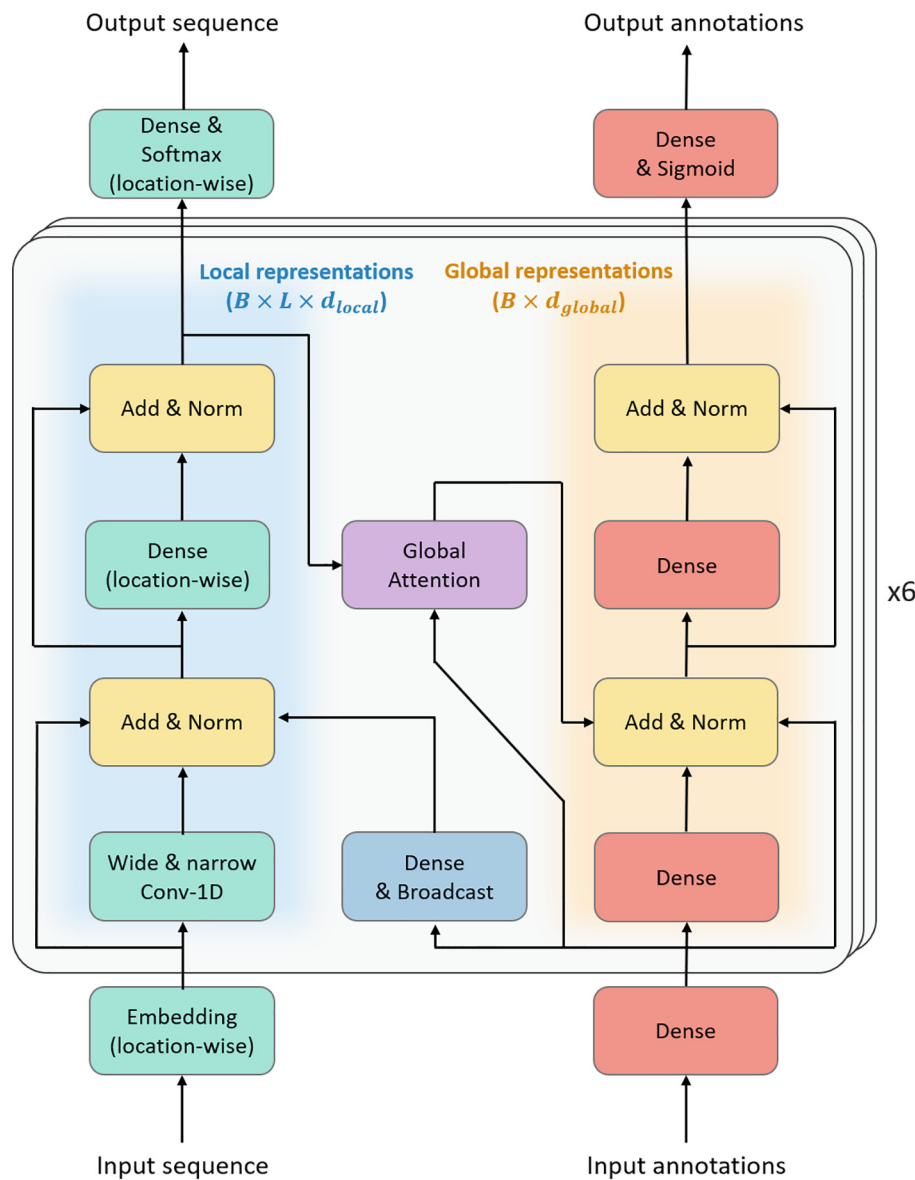 Output sequence
Output annotations
Dense &
Softmax
(location-wise)
Dense
& Sigmoid
Local representations
(B × L × d_local)
Global representations
(B × d_global)
Add & Norm
Add & Norm
Dense
(location-wise)
Global
Attention
Dense
x6
Add & Norm
Add & Norm
Wide & narrow
Conv-1D
Dense
& Broadcast
Dense
Embedding
(location-wise)
Dense
Input sequence
Input annotations